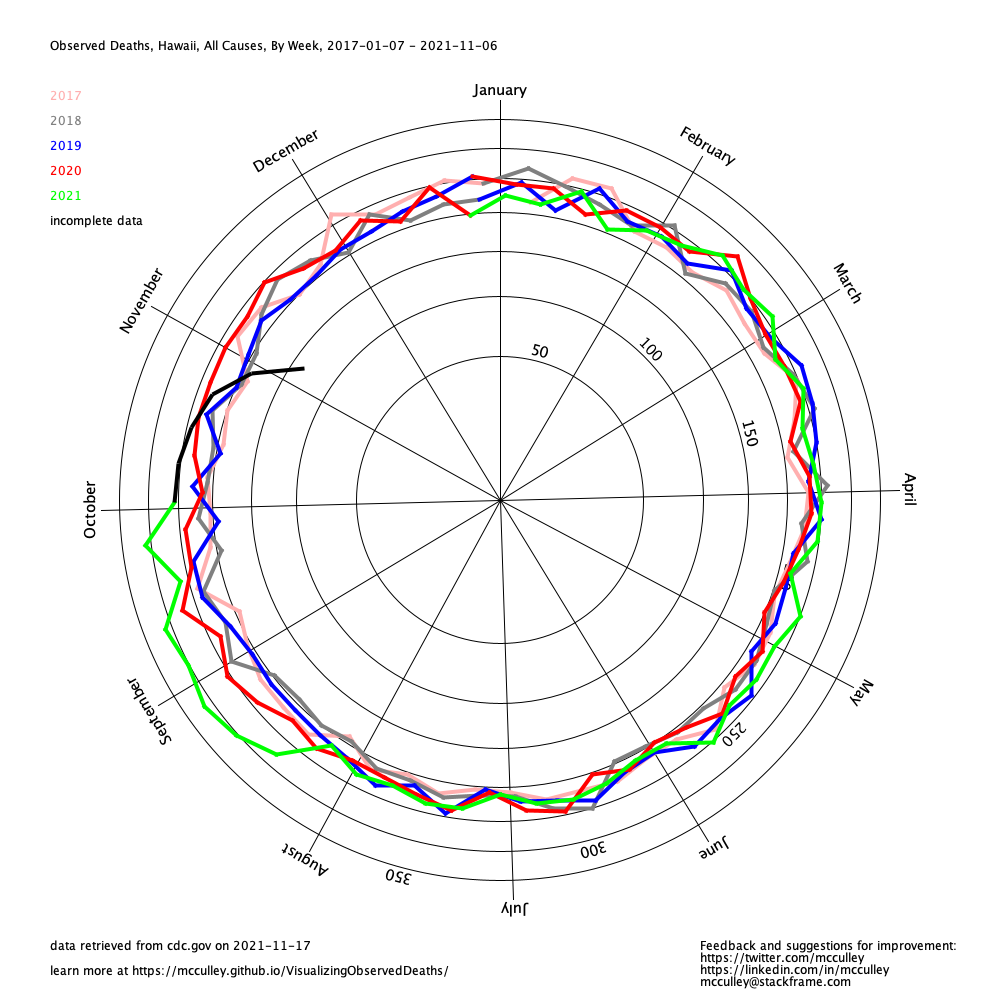 Observed Deaths, Hawaii, All Causes, By Week, 2017-01-07 - 2021-11-06
January
2017
2018
2019
2020
2021
incomplete data
December
February
November
March
50
100
150
October
April
September
May
250
300
350
August
June
July
data retrieved from cdc.gov on 2021-11-17
learn more at https://mcculley.github.io/VisualizingObservedDeaths/
Feedback and suggestions for improvement:
https://twitter.com/mcculley
https://linkedin.com/in/mcculley
mcculley@stackframe.com